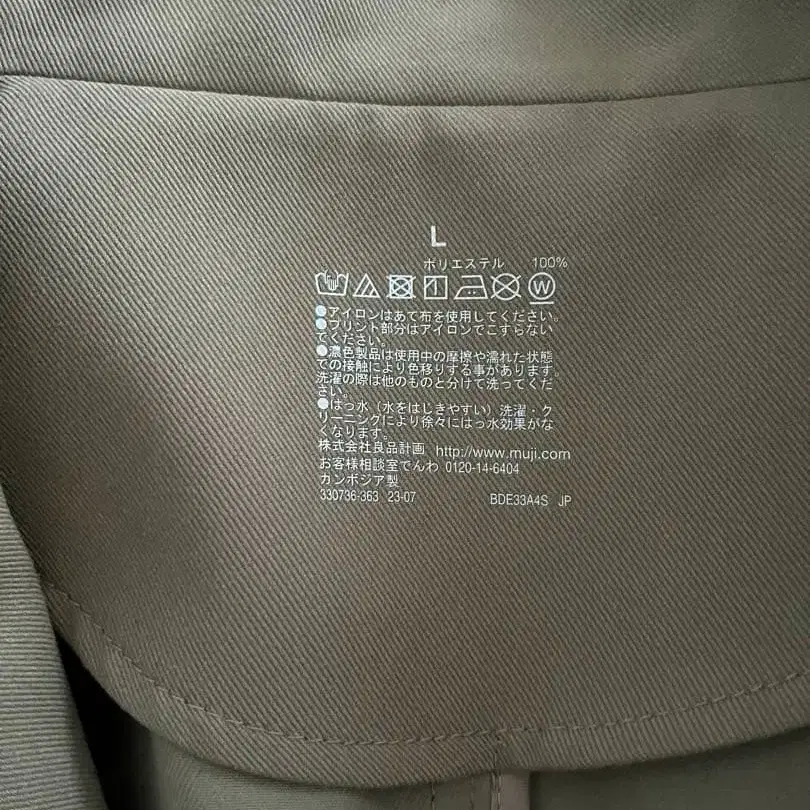 L
ポリエステル 100%
W
●アイロンはあて布を使用してください。
●プリント部分はアイロンでこすらない
でください。
●濃色製品は使用中の摩擦や濡れた状態
での接触により色移りする事があります。
洗濯の際は他のものと分けて洗ってくだ
さい。
●はっ水（水をはじきやすい）洗濯・ク
リーニングにより徐々にはっ水効果がな
くなります。
株式会社良品計画 http://www.muji.com
お客様相談室でんわ 0120-14-6404
カンボジア製
330736-363 23-07 BDE33A4S JP